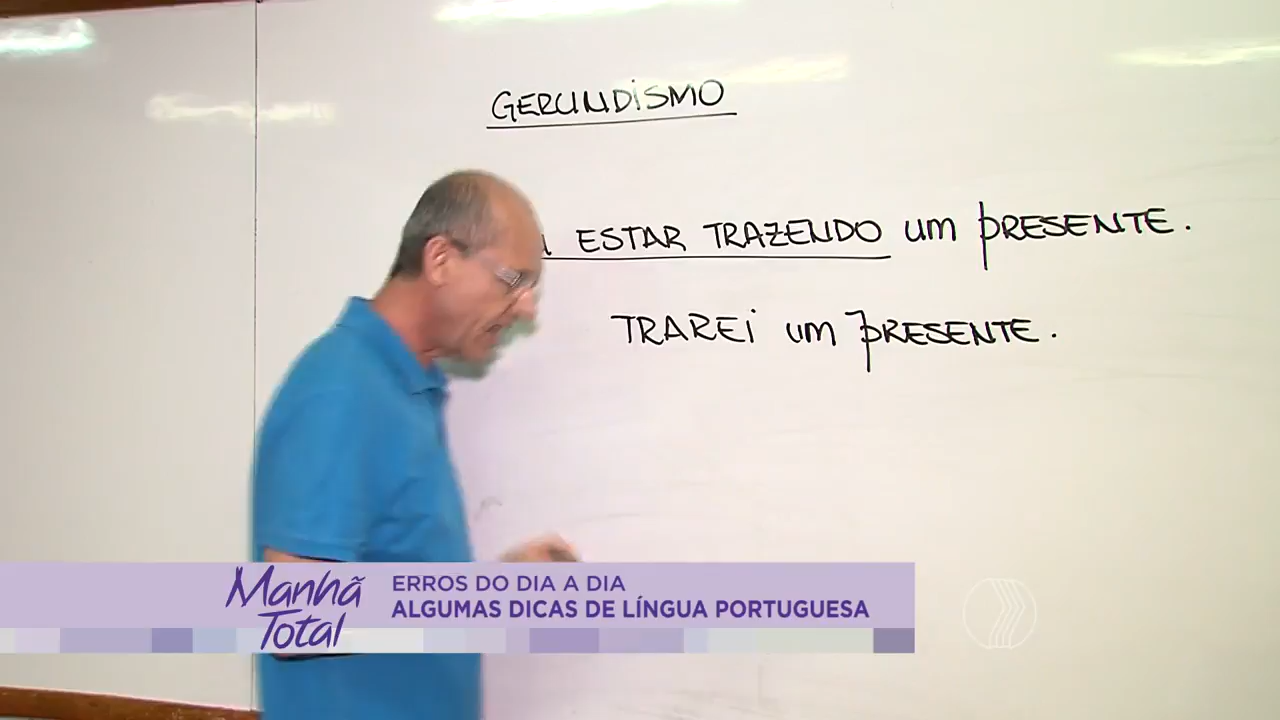 GERUNDISMO
ESTAR TRAZENDO UM PRESENTE.
TRAREI UM PRESENTE.
Manhã
Total
ERROS DO DIA A DIA
ALGUMAS DICAS DE LÍNGUA PORTUGUESA